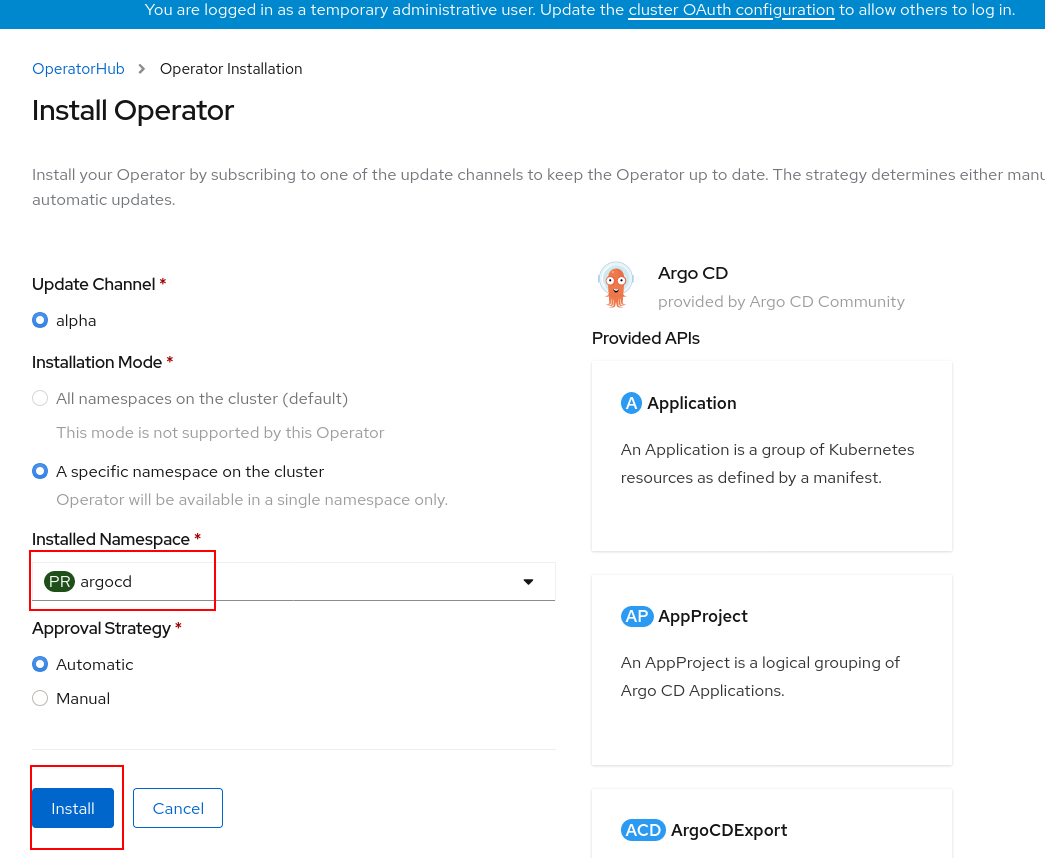 You are logged in as a temporary administrative user. Update the cluster OAuth configuration to allow others to log in.
OperatorHub > Operator Installation
Install Operator
Install your Operator by subscribing to one of the update channels to keep the Operator up to date. The strategy determines either manu
automatic updates.
Update Channel *
alpha
Installation Mode *
All namespaces on the cluster (default)
This mode is not supported by this Operator
A specific namespace on the cluster
Operator will be available in a single namespace only.
Installed Namespace *
PR argocd
Approval Strategy *
Automatic
Manual
Install Cancel
Argo CD
provided by Argo CD Community
Provided APIs
A Application
An Application is a group of Kubernetes
resources as defined by a manifest.
AP AppProject
An AppProject is a logical grouping of
Argo CD Applications.
ACD ArgoCDExport